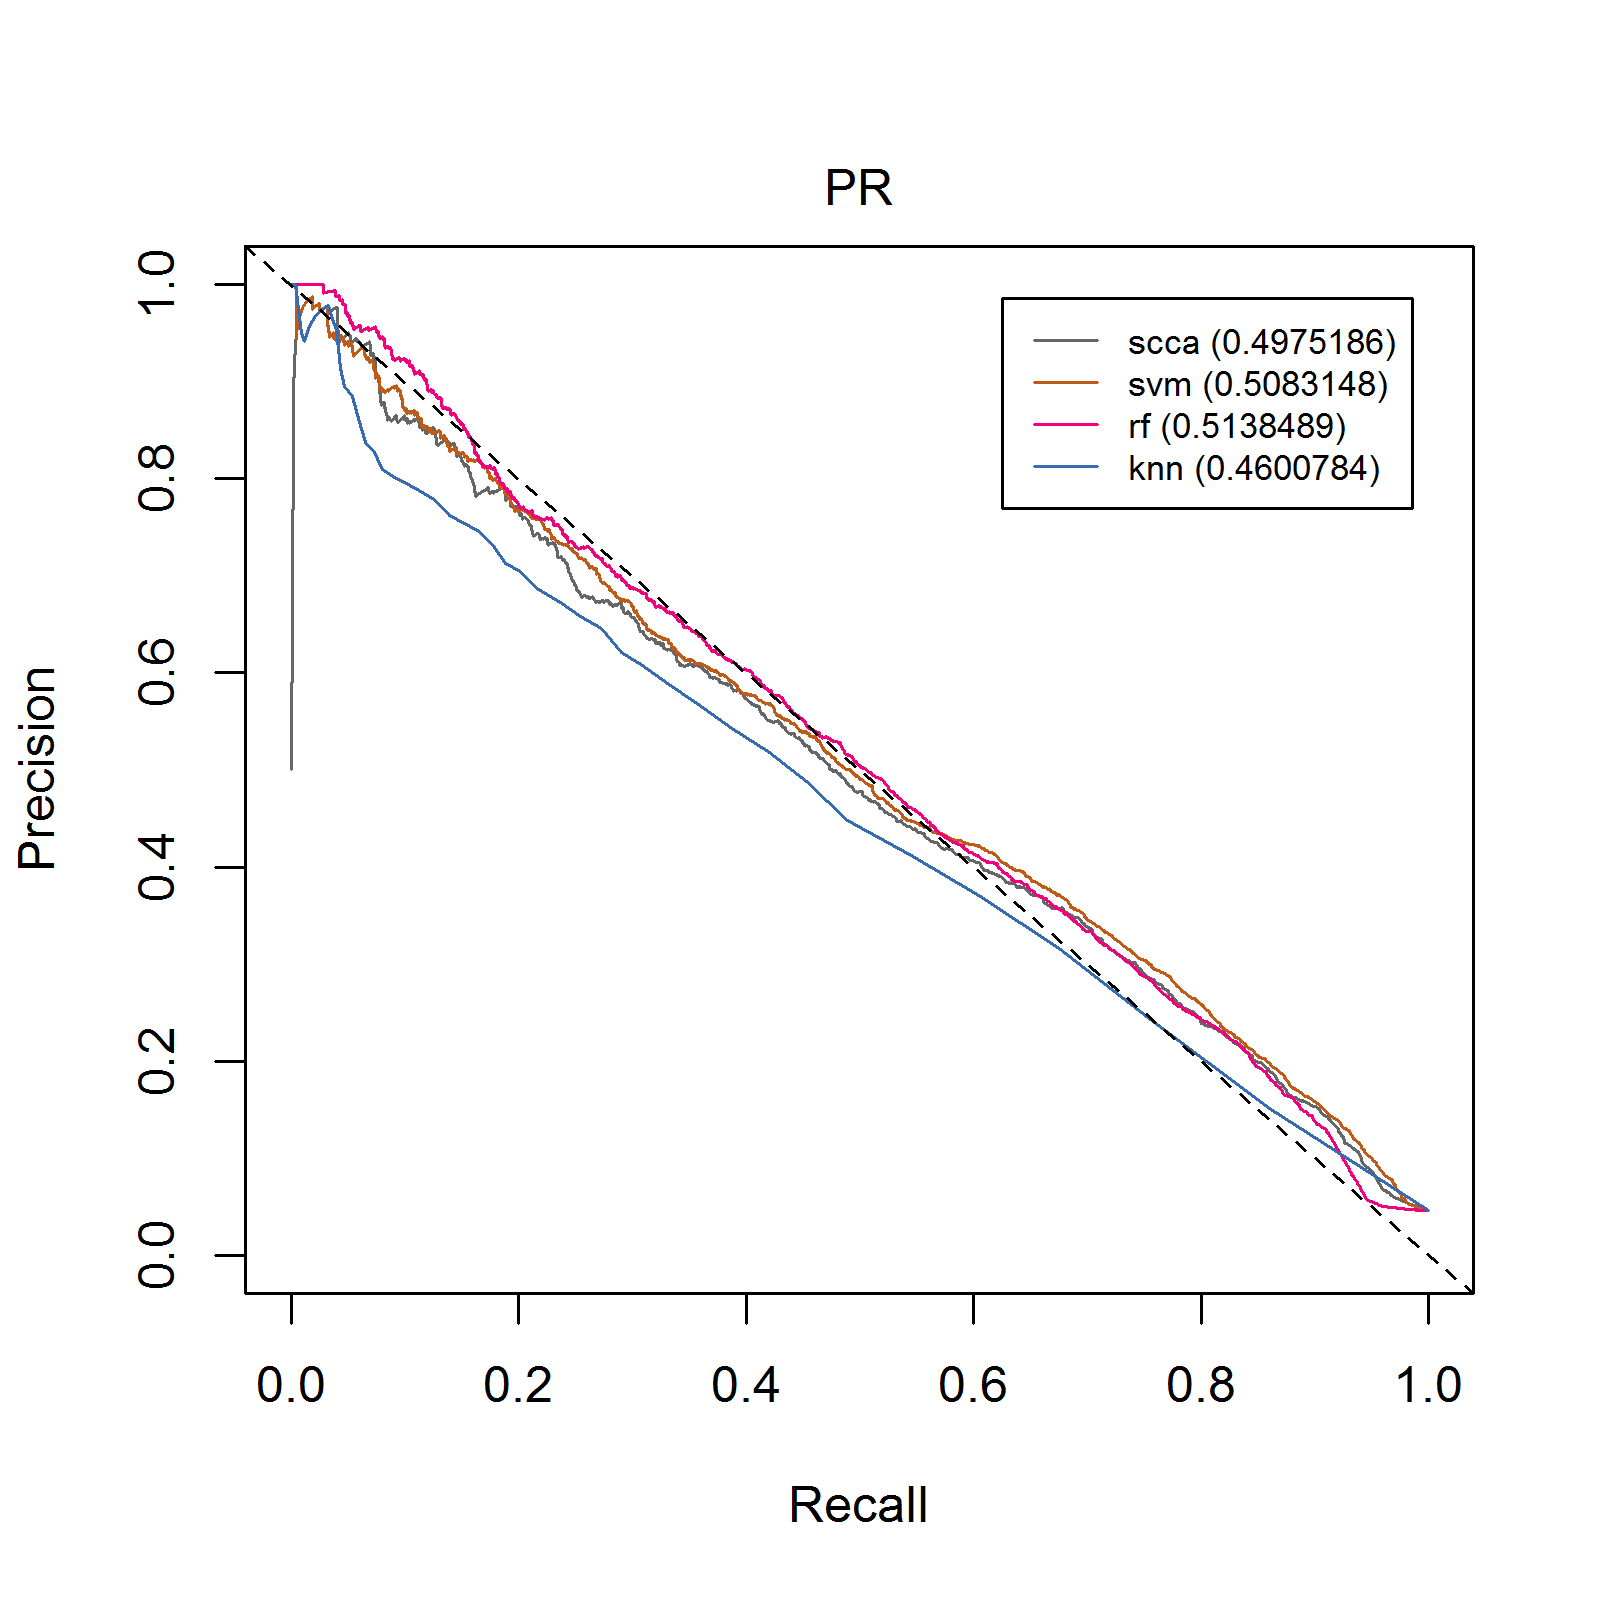 PR
scca (0.4975186)
svm (0.5083148)
rf (0.5138489)
knn (0.4600784)
Precision
1.0
0.8
0.6
0.4
0.2
0.0
0.0 0.2 0.4 0.6 0.8 1.0
Recall